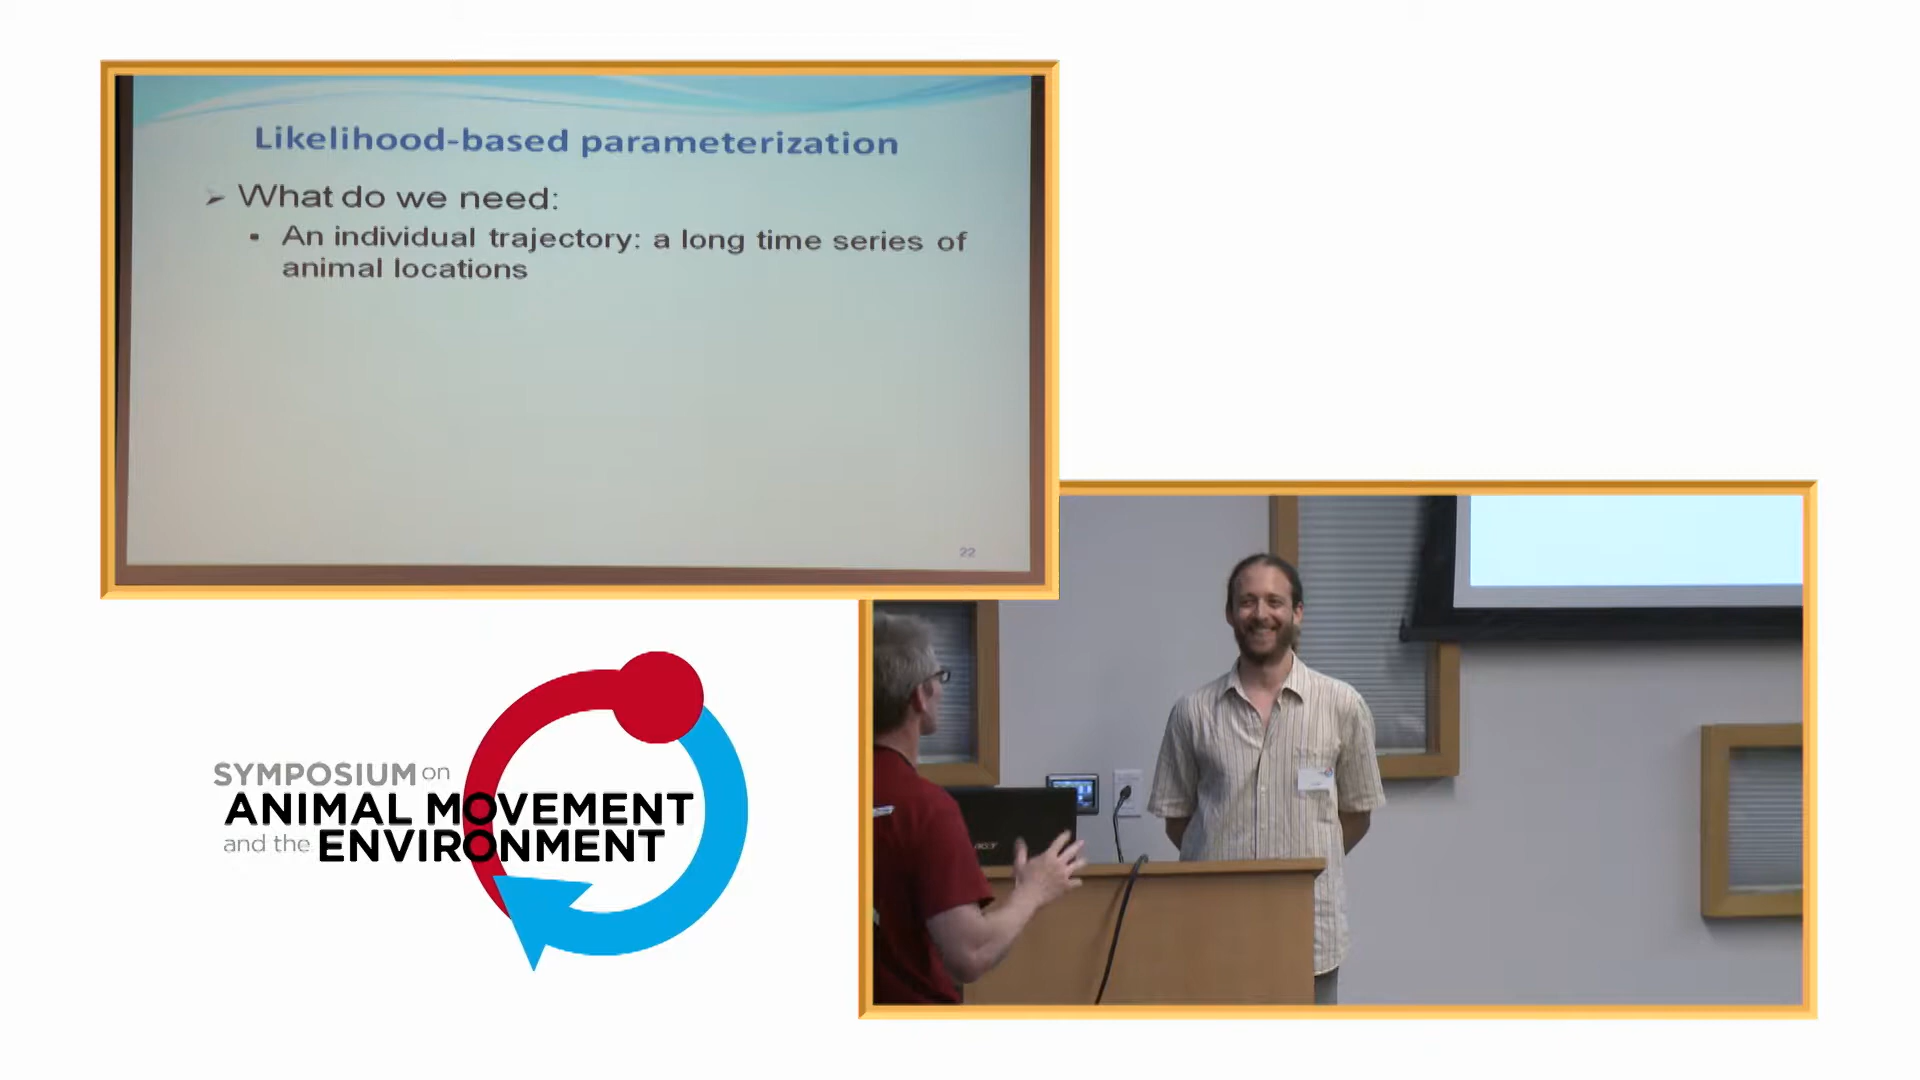 Likelihood-based parameterization
What do we need:
An individual trajectory: a long time series of
animal locations
22
SYMPOSIUM on
ANIMAL MOVEMENT
and the ENVIRONMENT
acer